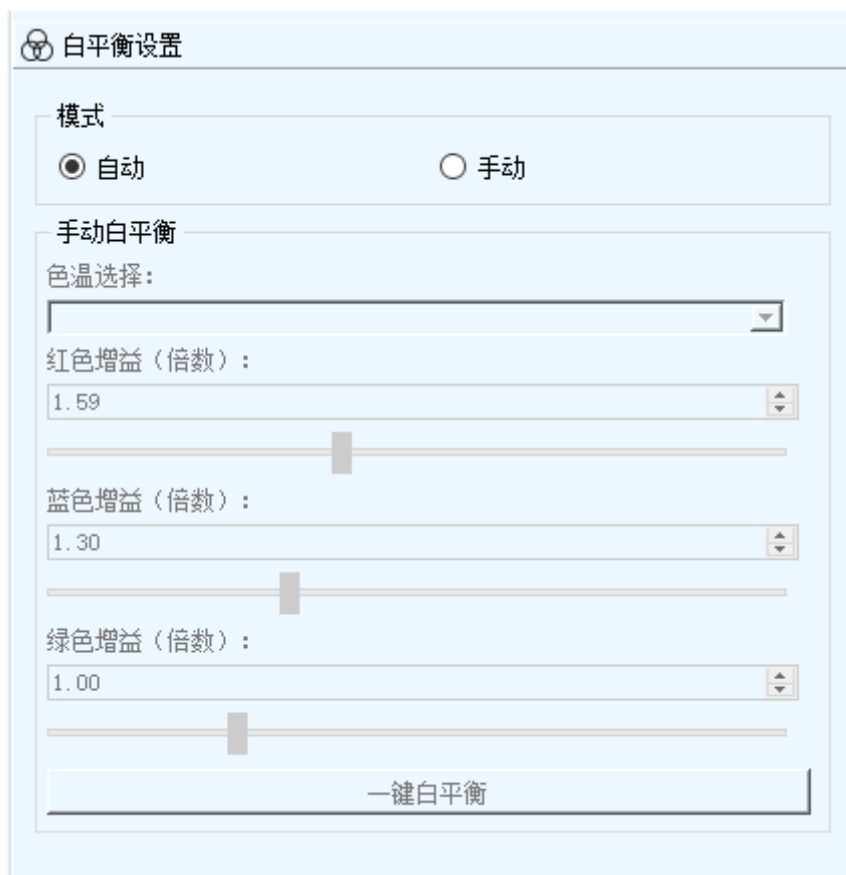 白平衡设置
模式
自动
手动
手动白平衡
色温选择:
红色增益(倍数):
1.59
蓝色增益(倍数):
1.30
绿色增益(倍数):
1.00
一键白平衡